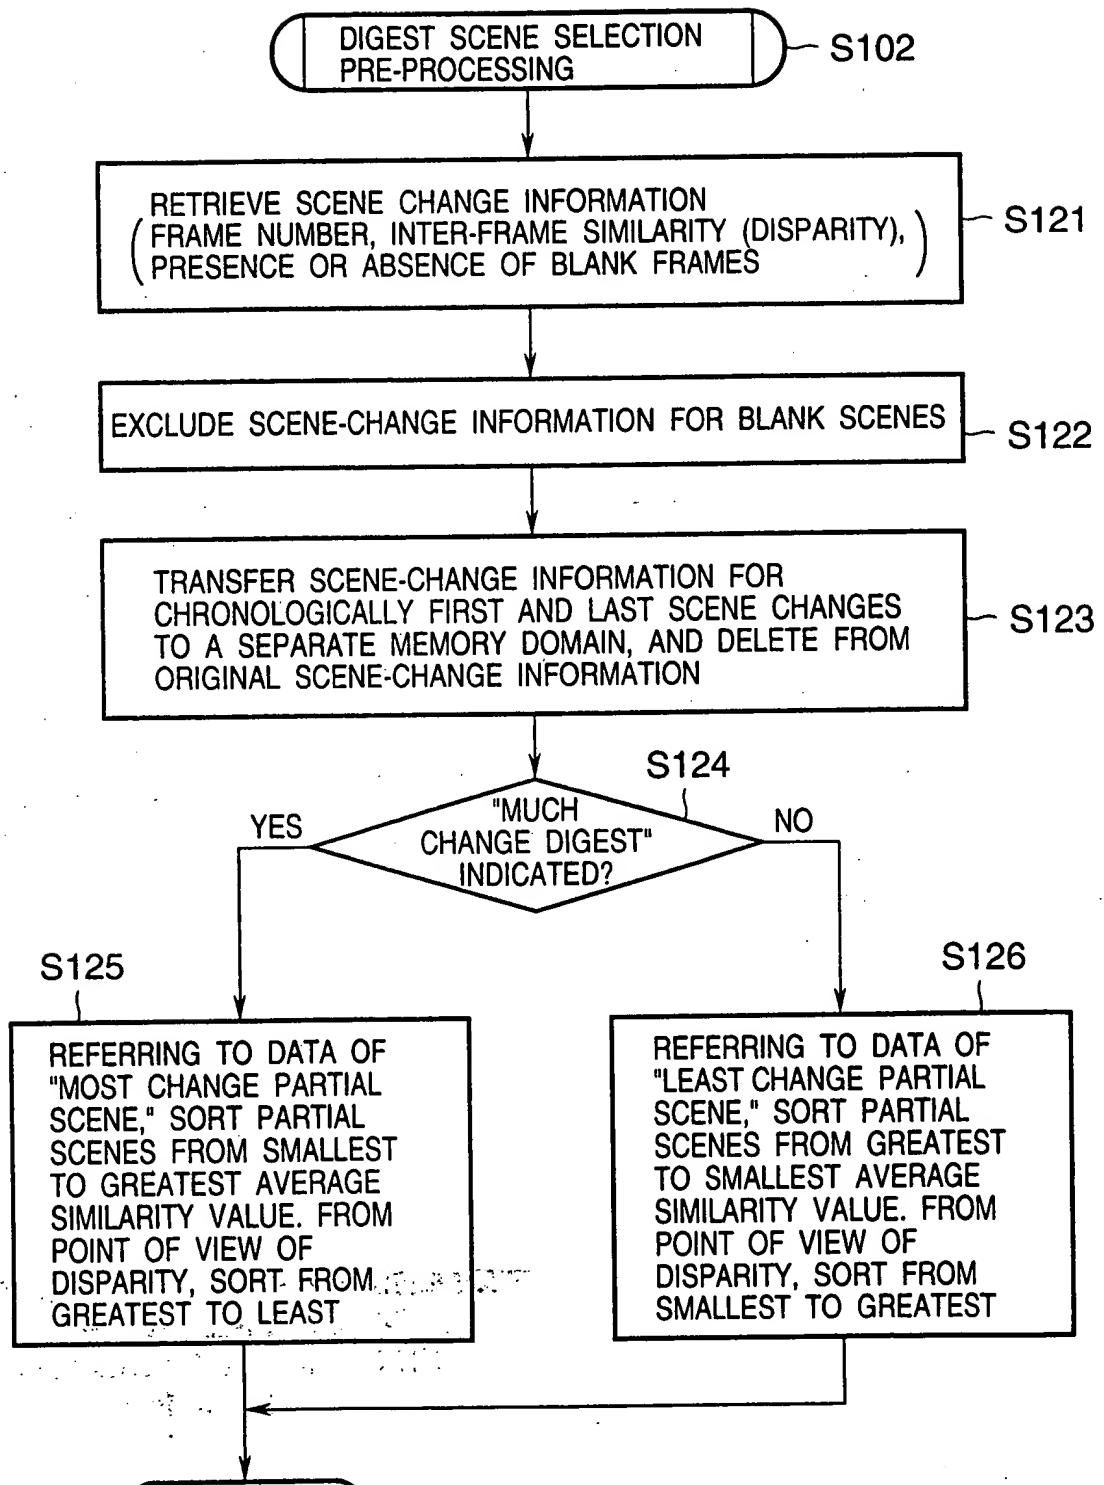 DIGEST SCENE SELECTION
PRE-PROCESSING
S102
RETRIEVE SCENE CHANGE INFORMATION
(FRAME NUMBER, INTER-FRAME SIMILARITY (DISPARITY),
PRESENCE OR ABSENCE OF BLANK FRAMES)
S121
EXCLUDE SCENE-CHANGE INFORMATION FOR BLANK SCENES
S122
TRANSFER SCENE-CHANGE INFORMATION FOR
CHRONOLOGICALLY FIRST AND LAST SCENE CHANGES
TO A SEPARATE MEMORY DOMAIN, AND DELETE FROM
ORIGINAL SCENE-CHANGE INFORMATION
S123
S124
"MUCH
CHANGE DIGEST"
INDICATED?
YES
NO
S125
REFERRING TO DATA OF
"MOST CHANGE PARTIAL
SCENE," SORT PARTIAL
SCENES FROM SMALLEST
TO GREATEST AVERAGE
SIMILARITY VALUE. FROM
POINT OF VIEW OF
DISPARITY, SORT FROM
GREATEST TO LEAST
S126
REFERRING TO DATA OF
"LEAST CHANGE PARTIAL
SCENE," SORT PARTIAL
SCENES FROM GREATEST
TO SMALLEST AVERAGE
SIMILARITY VALUE. FROM
POINT OF VIEW OF
DISPARITY, SORT FROM
SMALLEST TO GREATEST